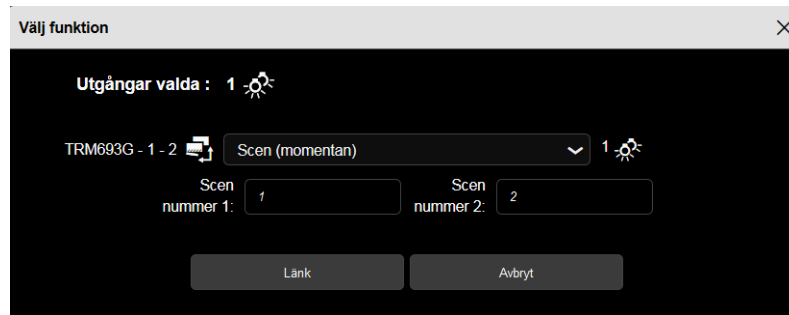 Välj funktion
Utgångar valda : 1
TRM693G - 1 - 2 Scen (momentan) 1
Scen nummer 1: 1 Scen nummer 2: 2
Länk Avbryt